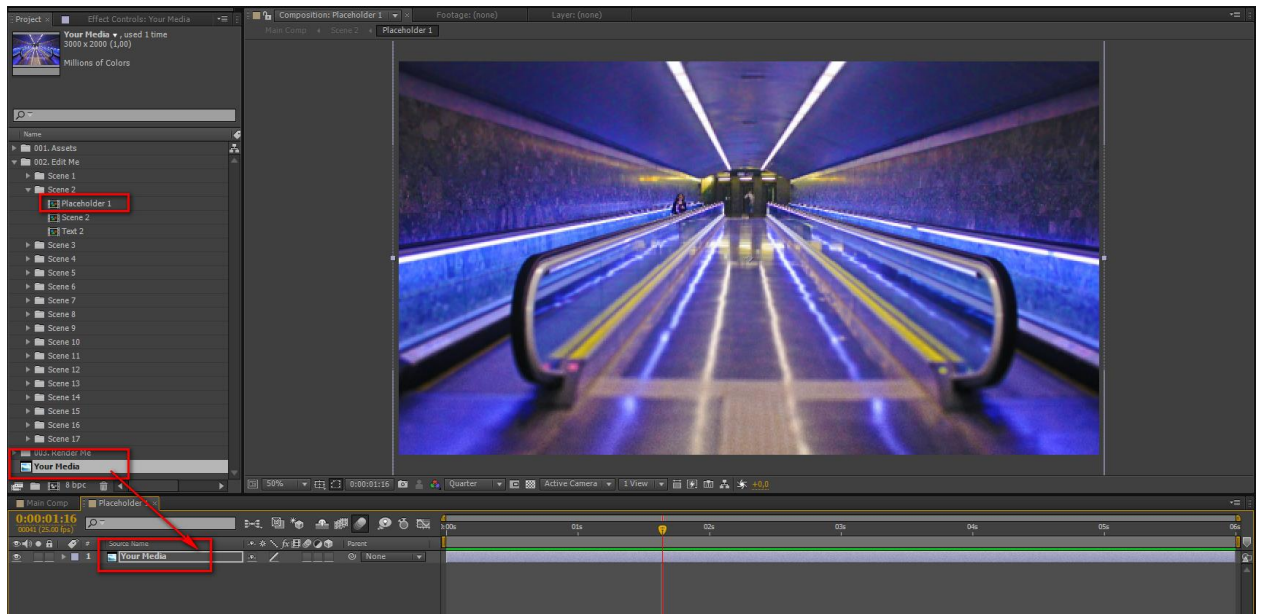 Project × Effect Controls: Your Media
Your Media ▾, used 1 time
3000 x 2000 (1,00)
Millions of Colors
Name
001. Assets
002. Edit Me
Scene 1
Scene 2
Placeholder 1
Scene 2
Text 2
Scene 3
Scene 4
Scene 5
Scene 6
Scene 7
Scene 8
Scene 9
Scene 10
Scene 11
Scene 12
Scene 13
Scene 14
Scene 15
Scene 16
Scene 17
003. Render Me
Your Media
8 bpc
Composition: Placeholder 1 Footage: (none) Layer: (none)
Main Comp Scene 2 Placeholder 1
50% 0:00:01:16 Quarter Active Camera 1 View +0,0
Main Comp Placeholder 1 ×
0:00:01:16
00041 (25.00 fps)
:00s 01s 02s 03s 04s 05s 06s
# Source Name fx Parent
1 Your Media None